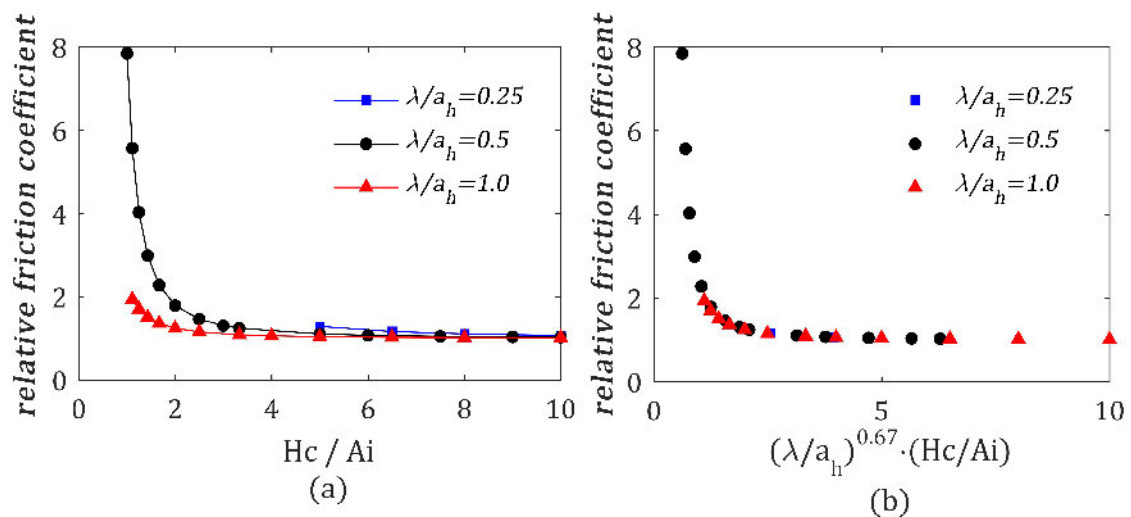 relative friction coefficient
8
6
4
2
0
0 2 4 6 8 10
λ/a_h=0.25
λ/a_h=0.5
λ/a_h=1.0
Hc / Ai
(a)
relative friction coefficient
8
6
4
2
0
0 5 10
λ/a_h=0.25
λ/a_h=0.5
λ/a_h=1.0
(λ/a_h)^0.67·(Hc/Ai)
(b)